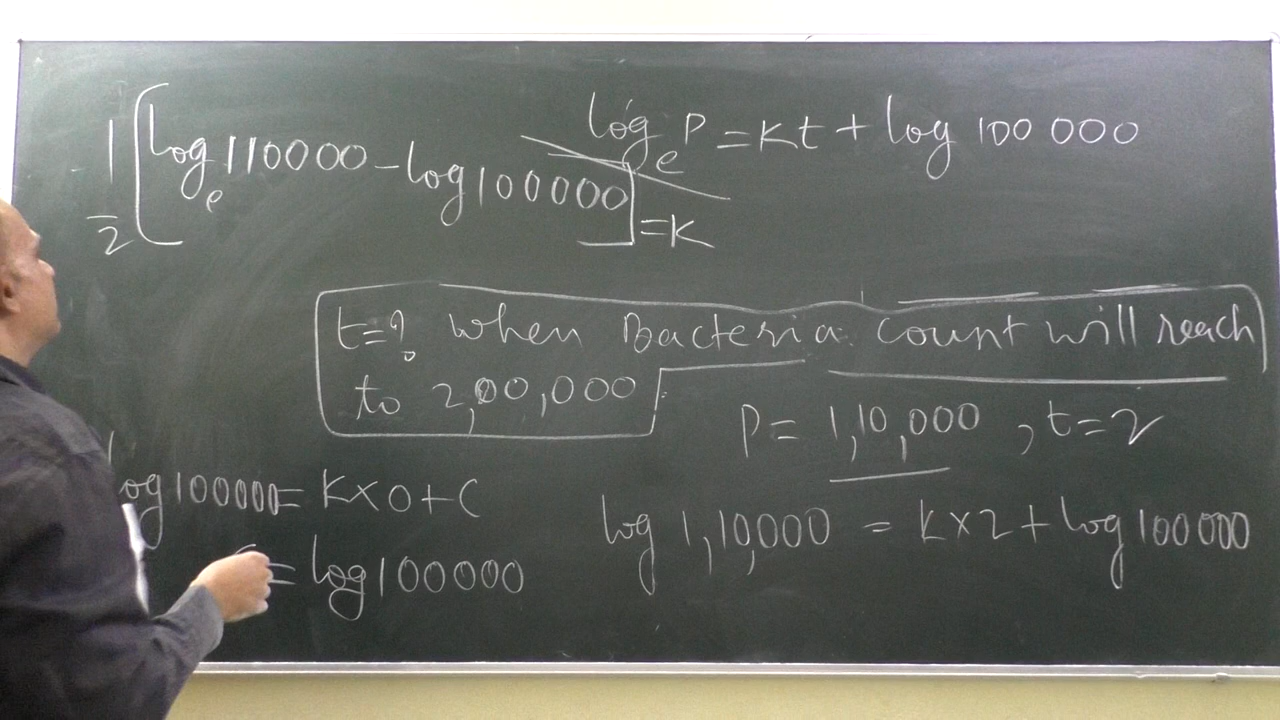 log_e P = Kt + log 100 000
1/2 [log_e 110000 - log 100000] = K
t=? when Bacteria count will reach
to 2,00,000
P = 1,10,000 , t=2
log 100000 = K×0+C
= log 100000
log 1,10,000 = K×2 + log 100000